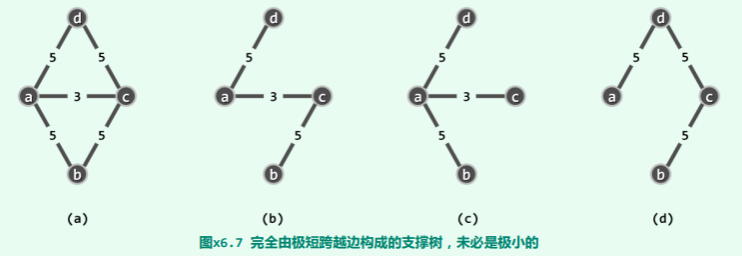 d d d d
5 5 5 5 5 5
a 3 c a 3 c a 3 c a c
5 5 5 5 5
b b b b
(a) (b) (c) (d)
图x6.7 完全由极短跨越边构成的支撑树，未必是极小的